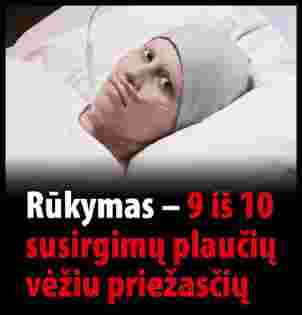 Rūkymas – 9 iš 10
susirgimų plaučių
vėžiu priežasčių